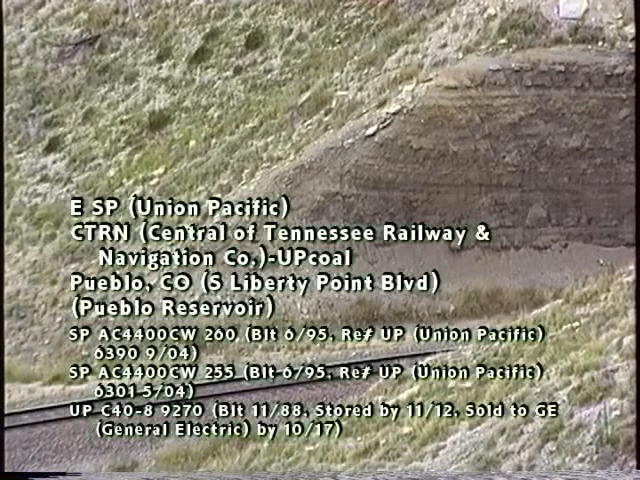 E SP (Union Pacific)
CTRN (Central of Tennessee Railway &
Navigation Co.)-UPcoal
Pueblo, CO (S Liberty Point Blvd)
(Pueblo Reservoir)
SP AC4400CW 260 (Blt 6/95, Re# UP (Union Pacific)
6390 9/04)
SP AC4400CW 255 (Blt 6/95, Re# UP (Union Pacific)
6301 5/04)
UP C40-8 9270 (Blt 11/88, Stored by 11/12, Sold to GE
(General Electric) by 10/17)